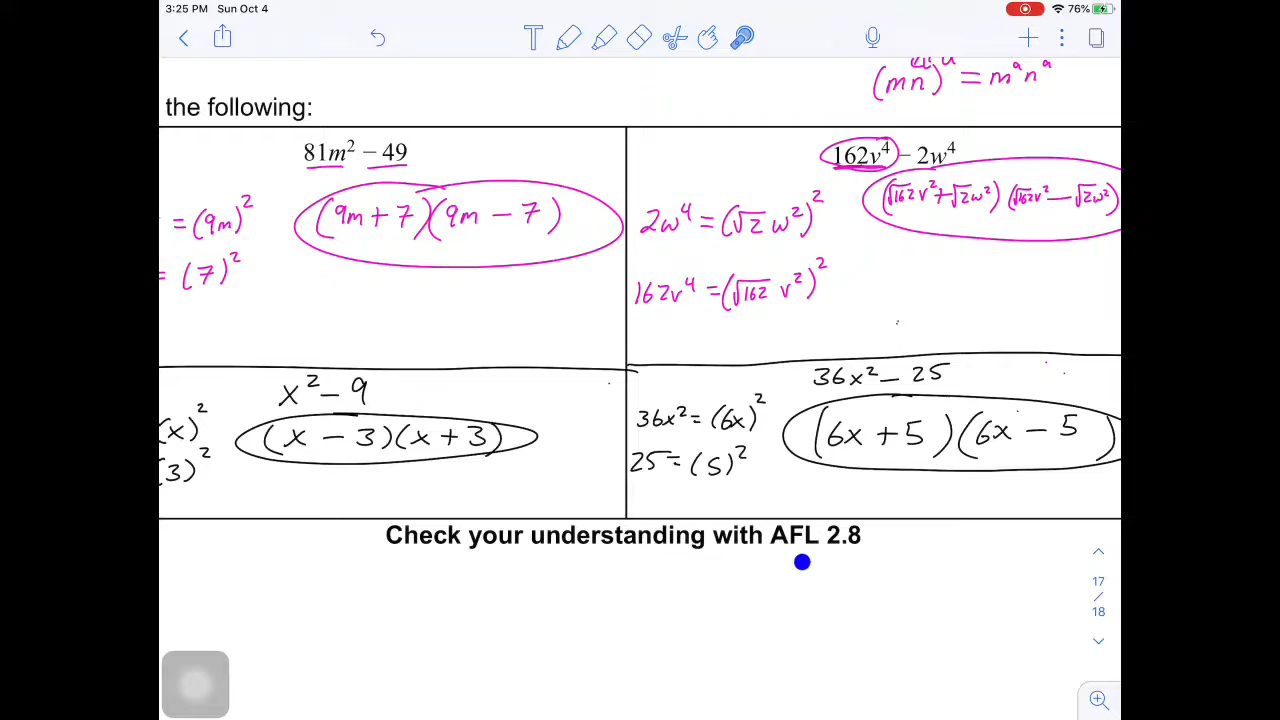 3:25 PM Sun Oct 4
76%
(mn)^a = m^a n^a
the following:
81m² – 49
= (9m)²
(9m + 7)(9m – 7)
= (7)²
162v⁴ – 2w⁴
(√162 v² + √2 w²)(√162 v² – √2 w²)
2w⁴ = (√2 w²)²
162v⁴ = (√162 v²)²
x² – 9
(x)²
(x – 3)(x + 3)
(3)²
36x² – 25
36x² = (6x)²
(6x + 5)(6x – 5)
25 = (5)²
Check your understanding with AFL 2.8
17
/
18